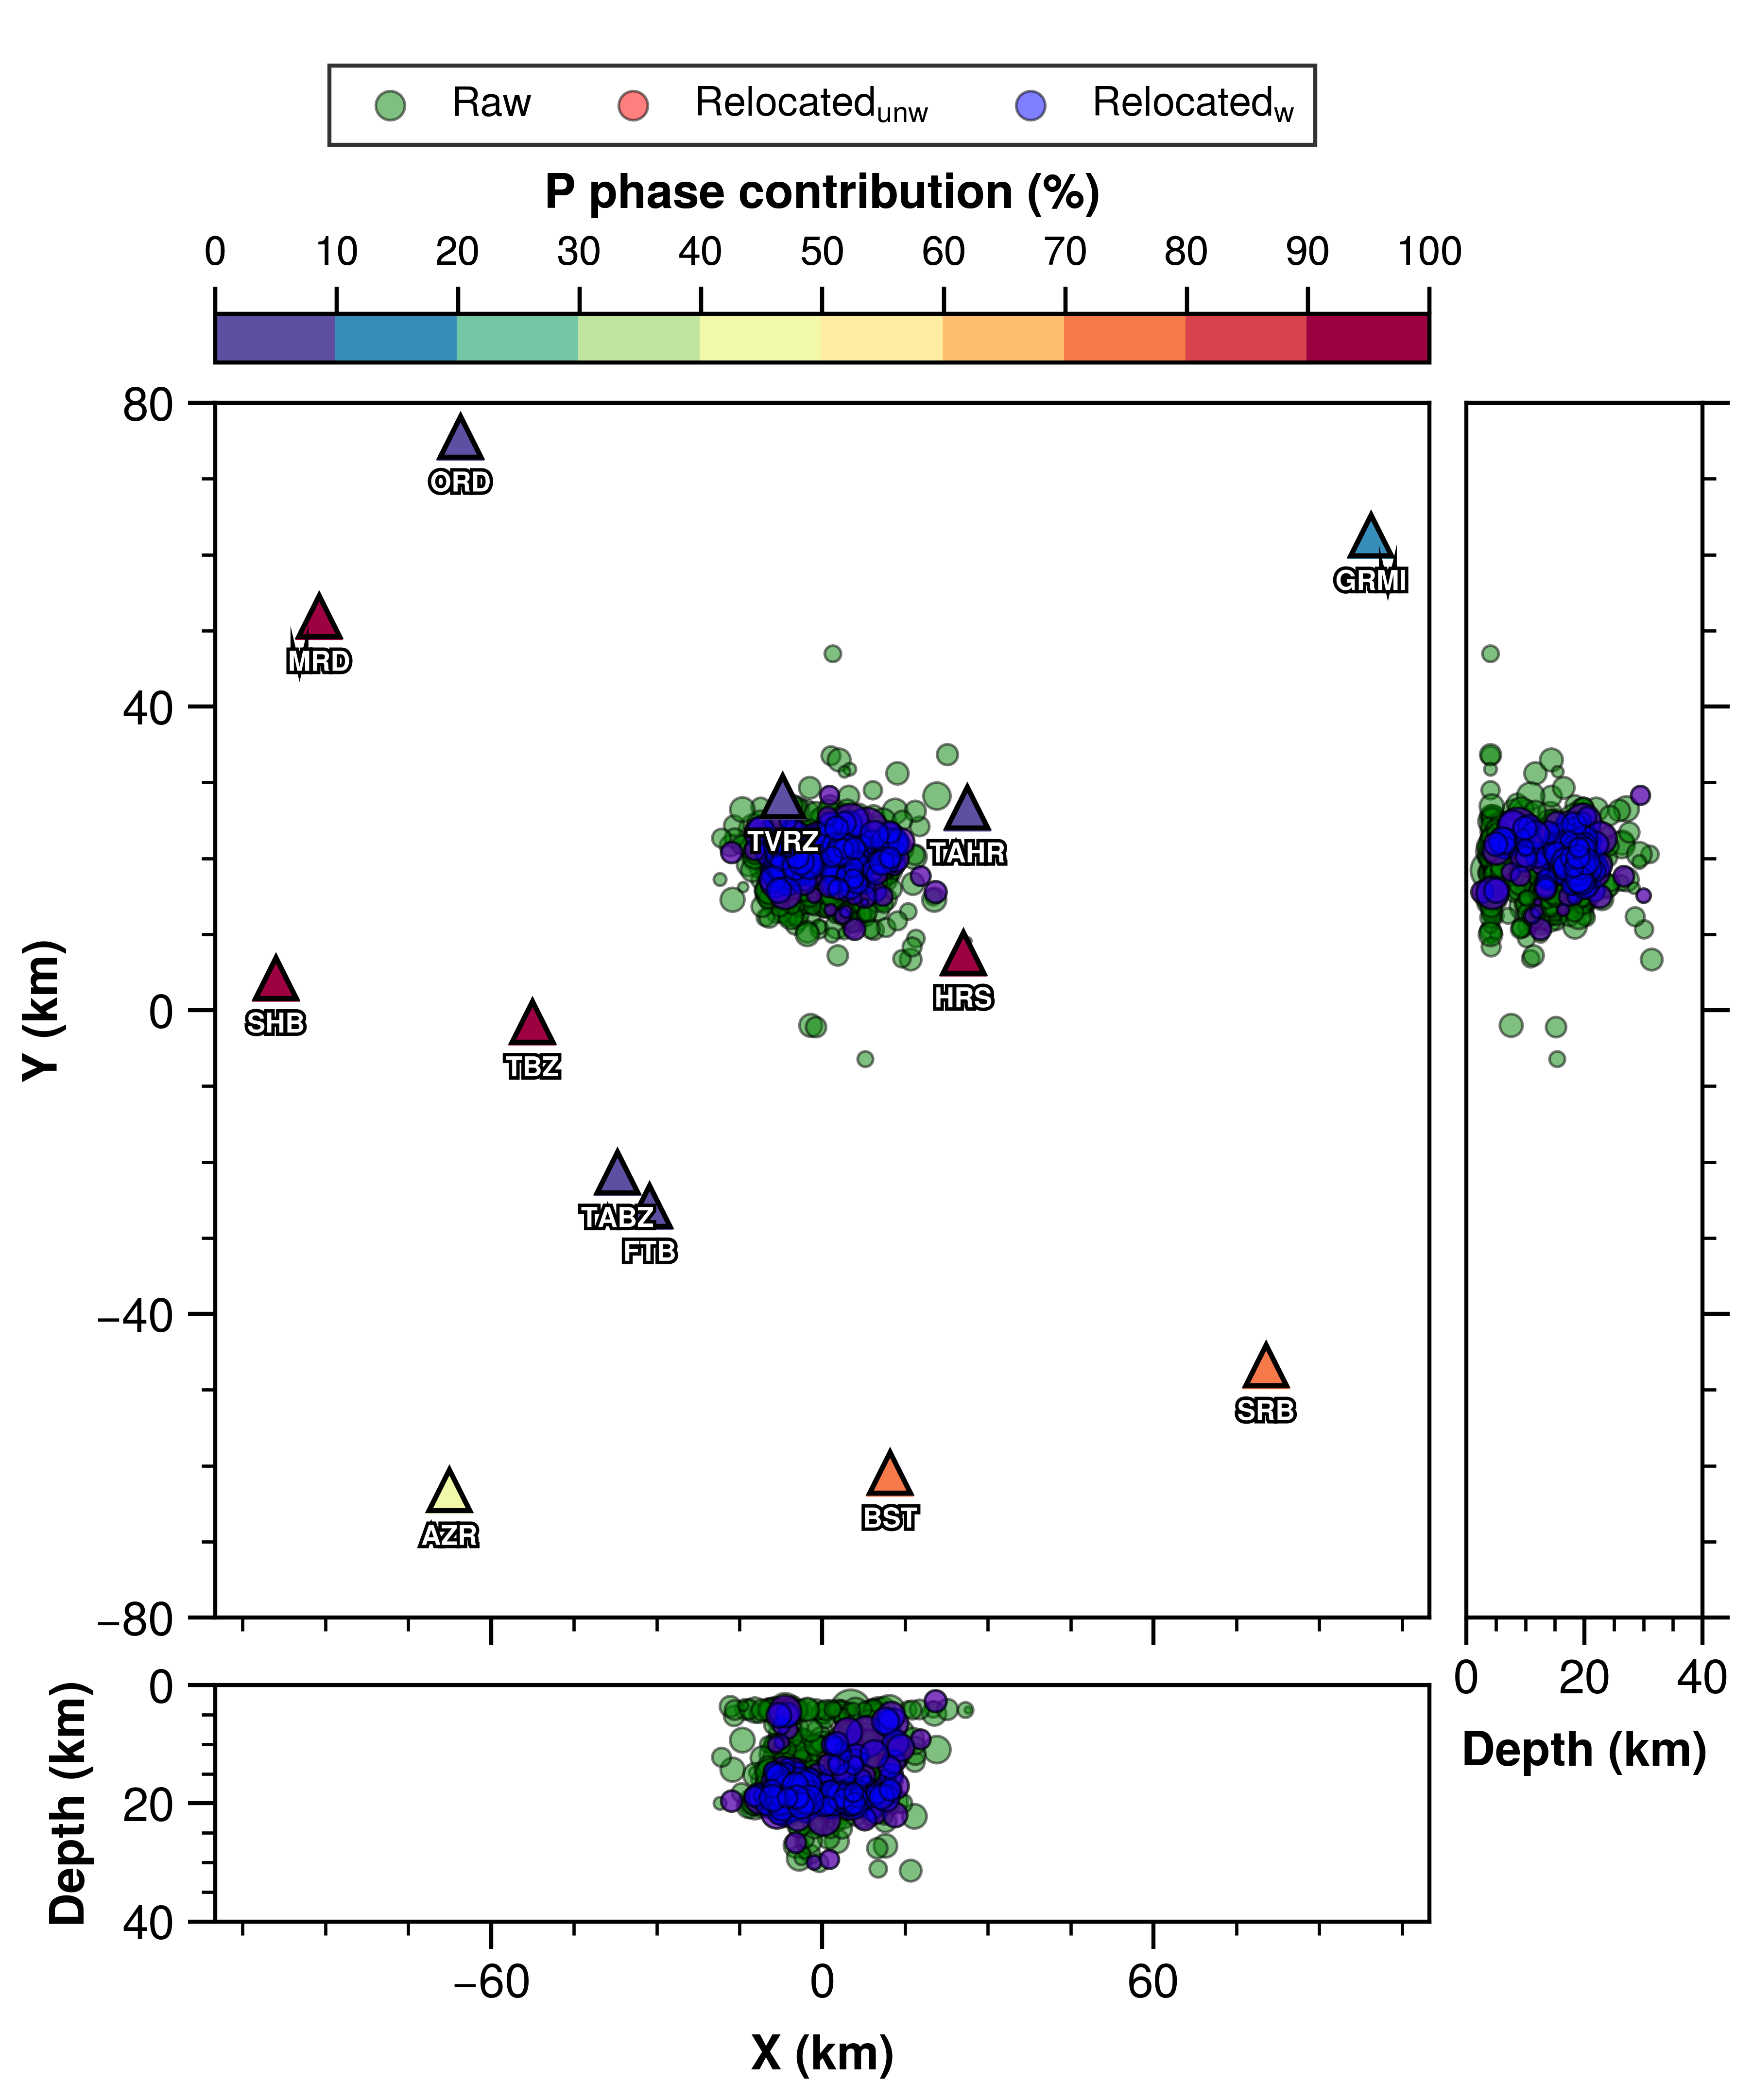 Raw Relocatedunw Relocatedw
P phase contribution (%)
0 10 20 30 40 50 60 70 80 90 100
80
40
0
−40
−80
Y (km)
ORD
GRMI
MRD
TVRZ
TAHR
HRS
SHB
TBZ
TABZ
FTB
SRB
BST
AZR
0 20 40
Depth (km)
0
20
40
Depth (km)
−60 0 60
X (km)